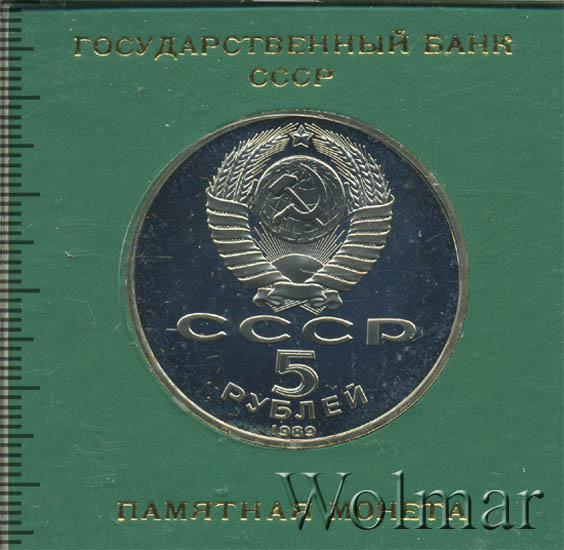 ГОСУДАРСТВЕННЫЙ БАНК
СССР
СССР
5
РУБЛЕЙ
1989
ПАМЯТНАЯ МОНЕТА
Wolmar